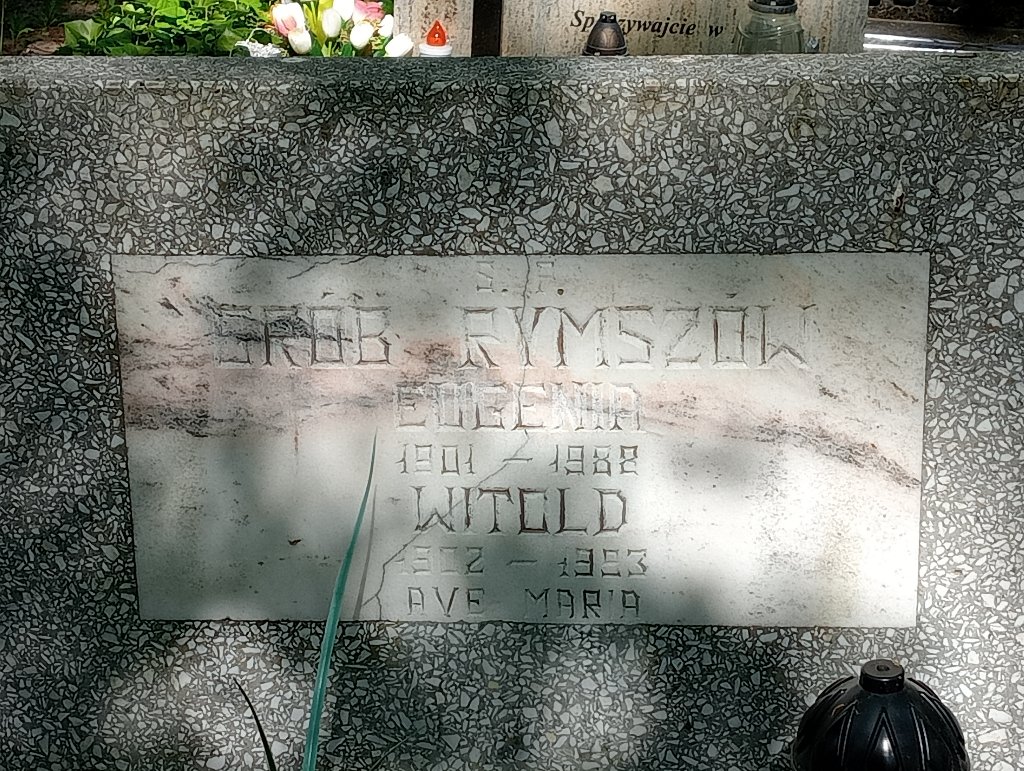 Spoczywajcie w
Ś. P.
GRÓB RYMSZÓW
EUGENIA
1901 – 1982
WITOLD
1902 – 1983
AVE MARIA